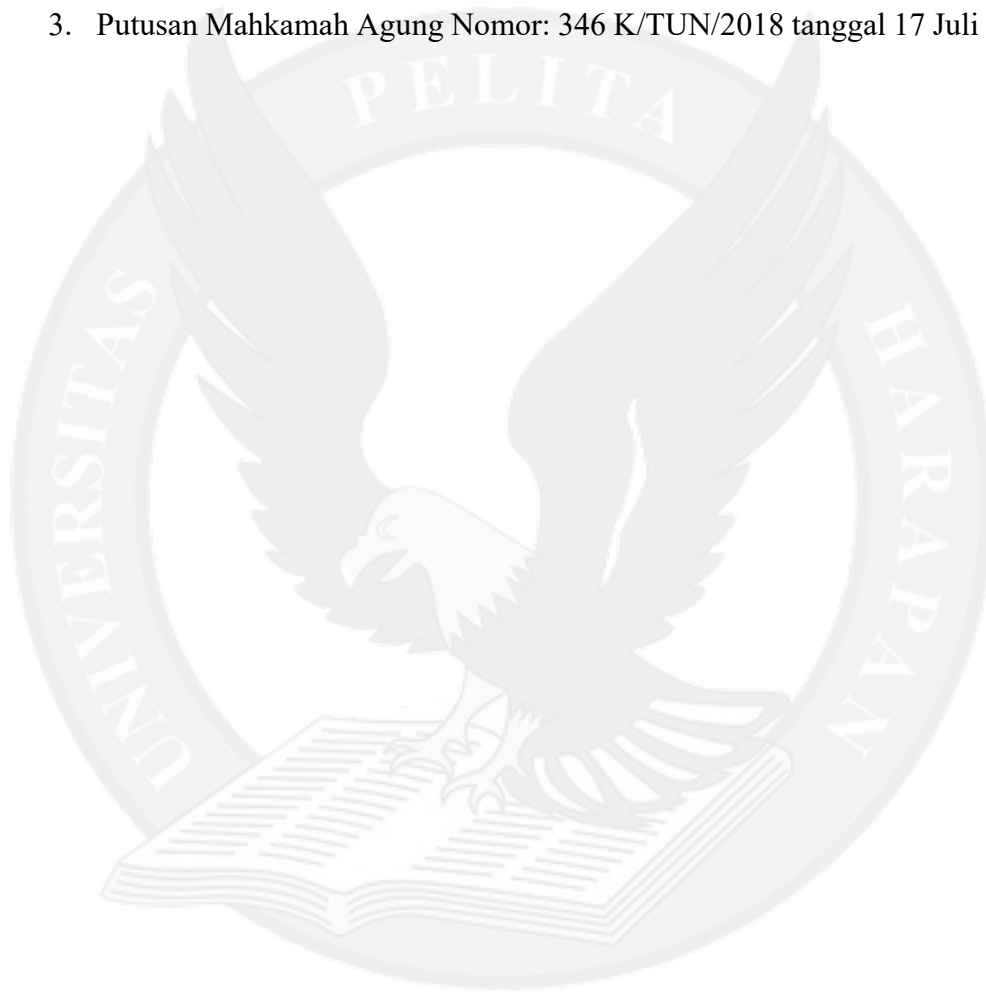 3. Putusan Mahkamah Agung Nomor: 346 K/TUN/2018 tanggal 17 Juli
UNIVERSITAS PELITA HARAPAN